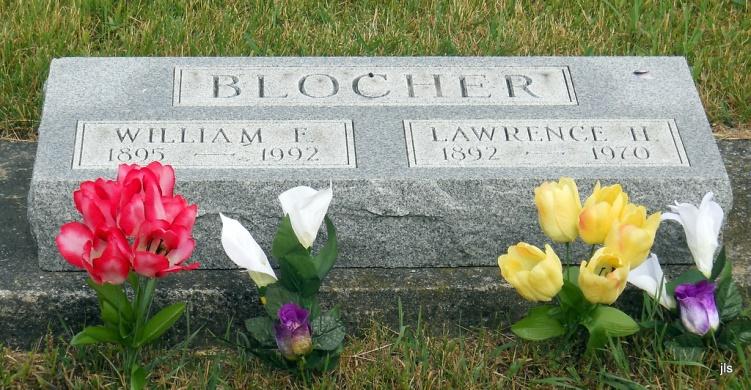 BLOCHER
WILLIAM F.
1895 — 1992
LAWRENCE H.
1892 — 1970
jls